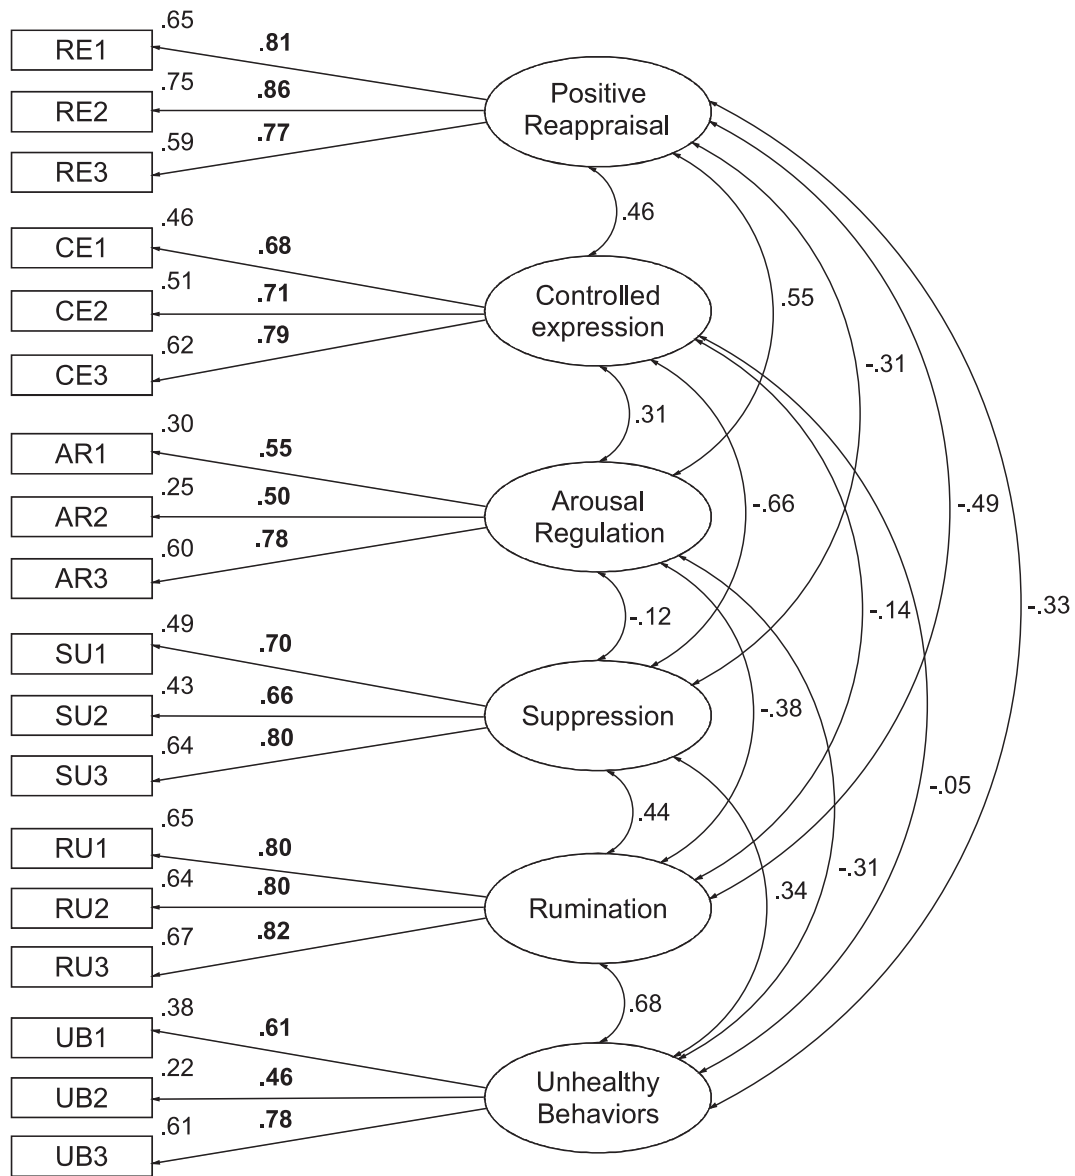 .65
RE1
.81
.75
RE2
.86
.59
RE3
.77
Positive
Reappraisal
.46
.46
CE1
.68
.51
CE2
.71
.62
CE3
.79
Controlled
expression
.55
-.31
.31
.30
AR1
.55
.25
AR2
.50
.60
AR3
.78
Arousal
Regulation
-.66
-.49
-.14
-.33
-.12
.49
SU1
.70
.43
SU2
.66
.64
SU3
.80
Suppression
-.38
-.05
.44
.65
RU1
.80
.64
RU2
.80
.67
RU3
.82
Rumination
.34
-.31
.68
.38
UB1
.61
.22
UB2
.46
.61
UB3
.78
Unhealthy
Behaviors